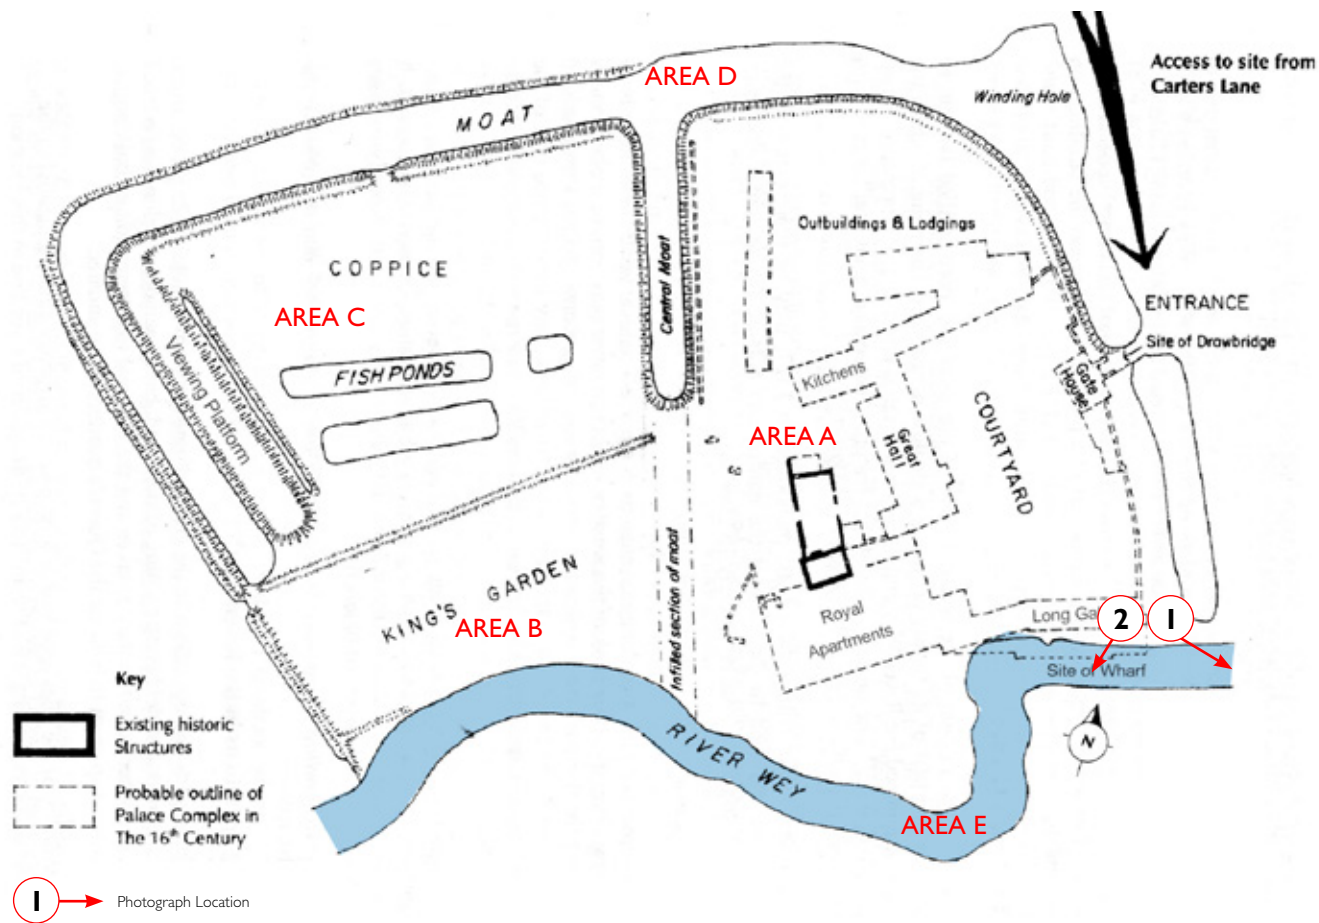 AREA D
Access to site from
Carters Lane
Winding Hole
MOAT
Outbuildings & Lodgings
COPPICE
Central Moat
AREA C
ENTRANCE
Site of Drawbridge
Viewing Platform
FISH PONDS
Kitchens
Gate
House
COURTYARD
AREA A
Great
Hall
Infilled section of moat
KING'S GARDEN
AREA B
Royal
Apartments
Long Ga
2
1
Site of Wharf
RIVER WEY
N
AREA E
Key
Existing historic
Structures
Probable outline of
Palace Complex in
The 16th Century
1
Photograph Location